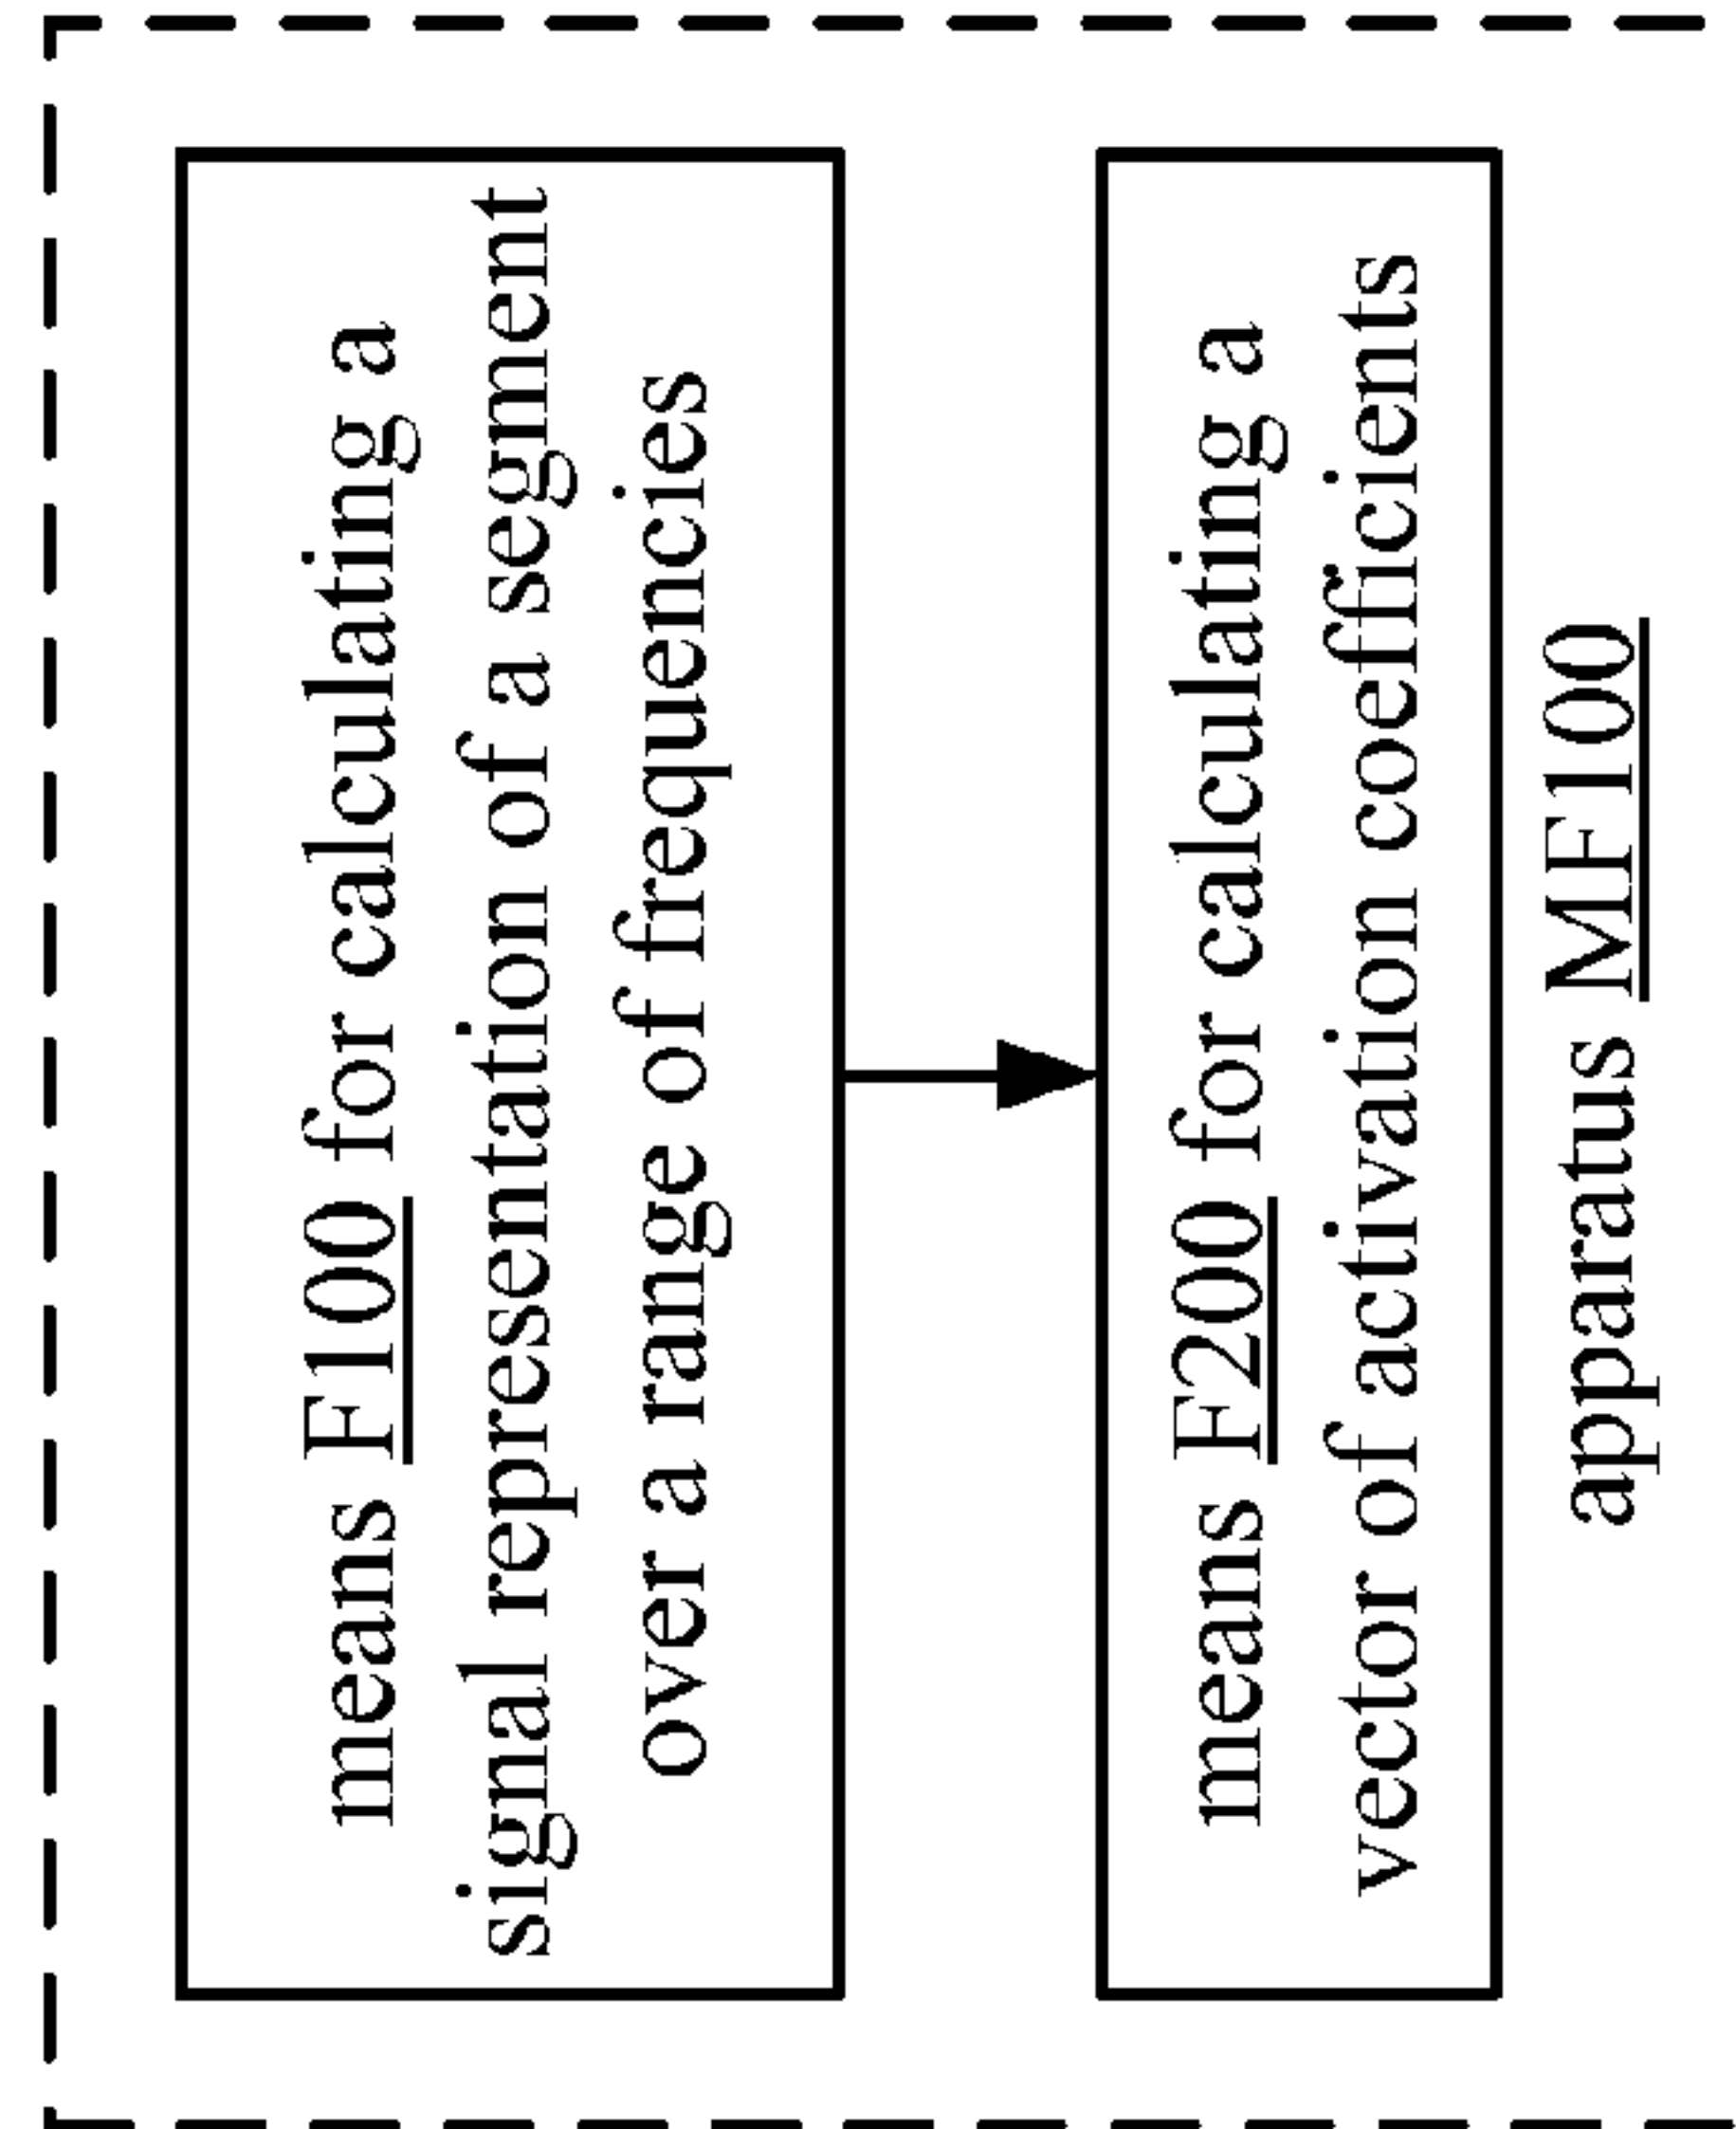 means F100 for calculating a
signal representation of a segment
over a range of frequencies
means F200 for calculating a
vector of activation coefficients
apparatus MF100